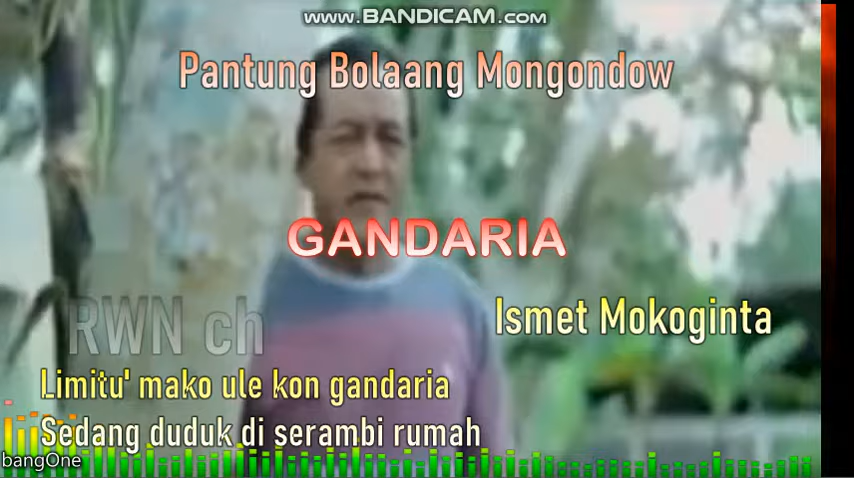 www.BANDICAM.com
Pantung Bolaang Mongondow
GANDARIA
Ismet Mokoginta
RWN ch
Limitu' mako ule kon gandaria
Sedang duduk di serambi rumah
bangOne